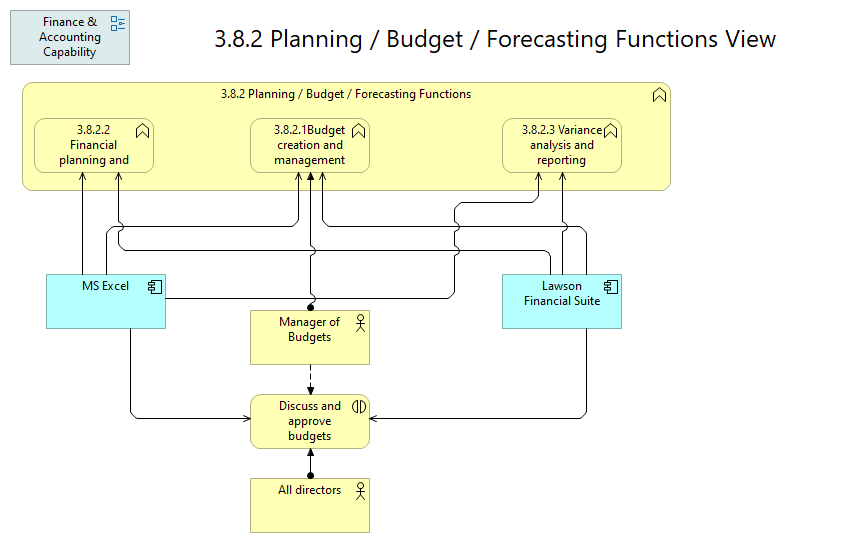 Finance &
Accounting
Capability
3.8.2 Planning / Budget / Forecasting Functions View
3.8.2 Planning / Budget / Forecasting Functions
3.8.2.2
Financial
planning and
3.8.2.1Budget
creation and
management
3.8.2.3 Variance
analysis and
reporting
MS Excel
Lawson
Financial Suite
Manager of
Budgets
Discuss and
approve
budgets
All directors